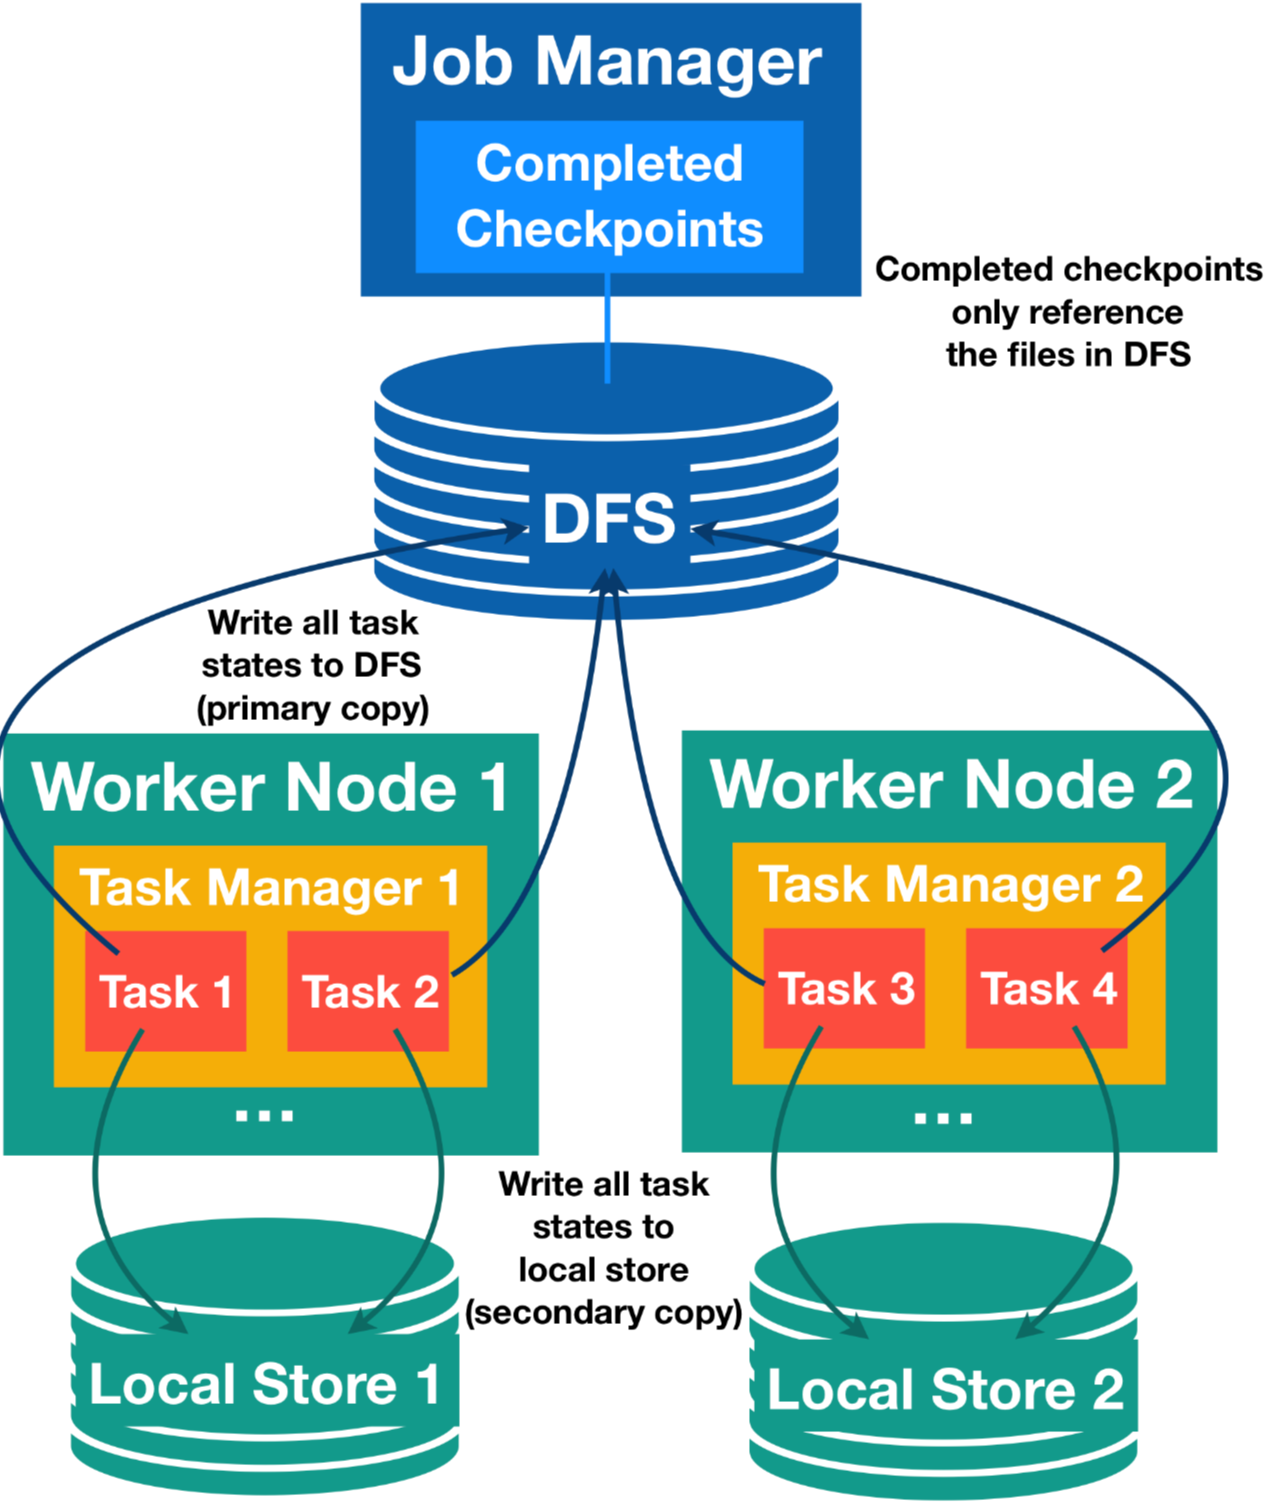 Job Manager
Completed
Checkpoints
Completed checkpoints
only reference
the files in DFS
DFS
Write all task
states to DFS
(primary copy)
Worker Node 1
Worker Node 2
Task Manager 1
Task Manager 2
Task 1
Task 2
Task 3
Task 4
...
...
Write all task
states to
local store
(secondary copy)
Local Store 1
Local Store 2